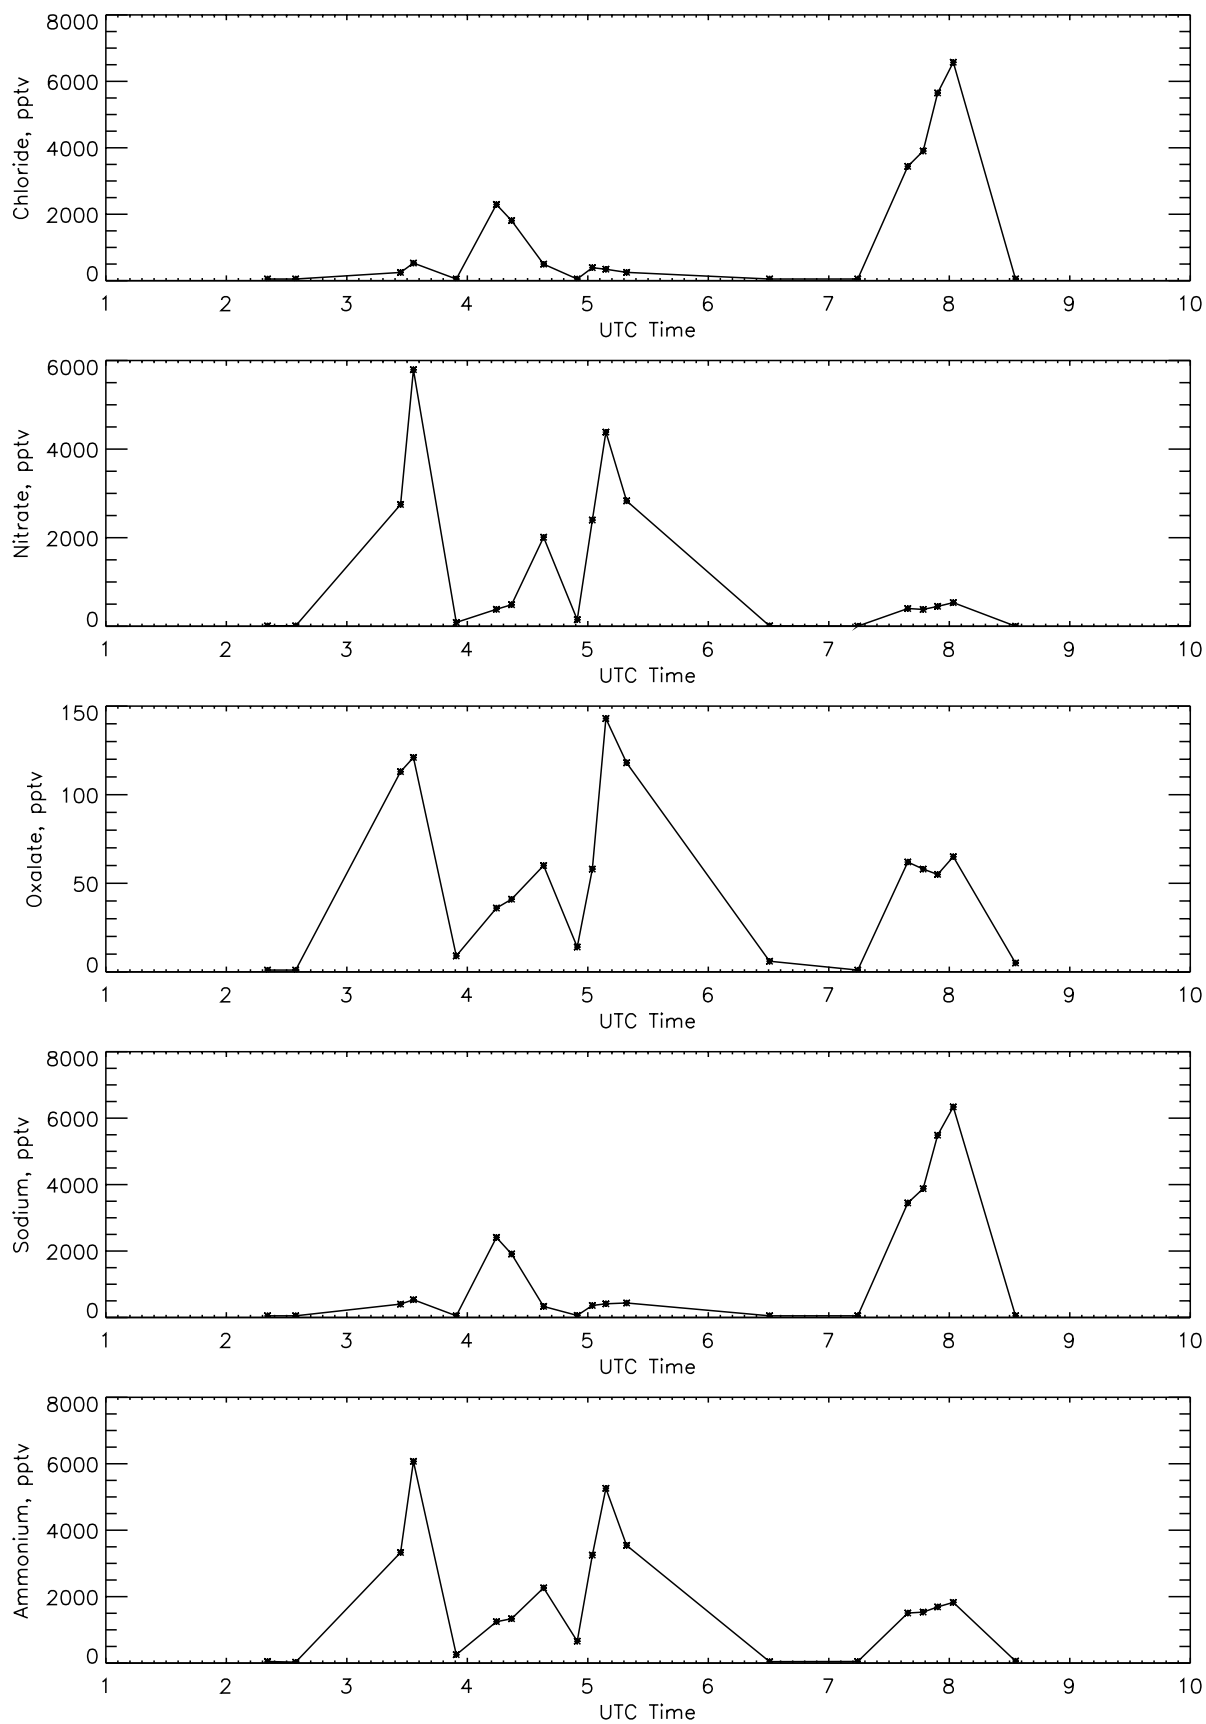 8000
6000
4000
2000
0
Chloride, pptv
1 2 3 4 5 6 7 8 9 10
UTC Time
6000
4000
2000
0
Nitrate, pptv
1 2 3 4 5 6 7 8 9 10
UTC Time
150
100
50
0
Oxalate, pptv
1 2 3 4 5 6 7 8 9 10
UTC Time
8000
6000
4000
2000
0
Sodium, pptv
1 2 3 4 5 6 7 8 9 10
UTC Time
8000
6000
4000
2000
0
Ammonium, pptv
1 2 3 4 5 6 7 8 9 10
UTC Time